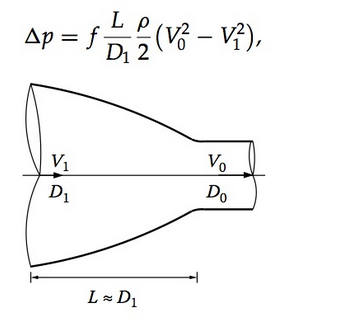 Δp = f L/D₁ ρ/2 (V₀² − V₁²),
V₁ V₀
D₁ D₀
L ≈ D₁